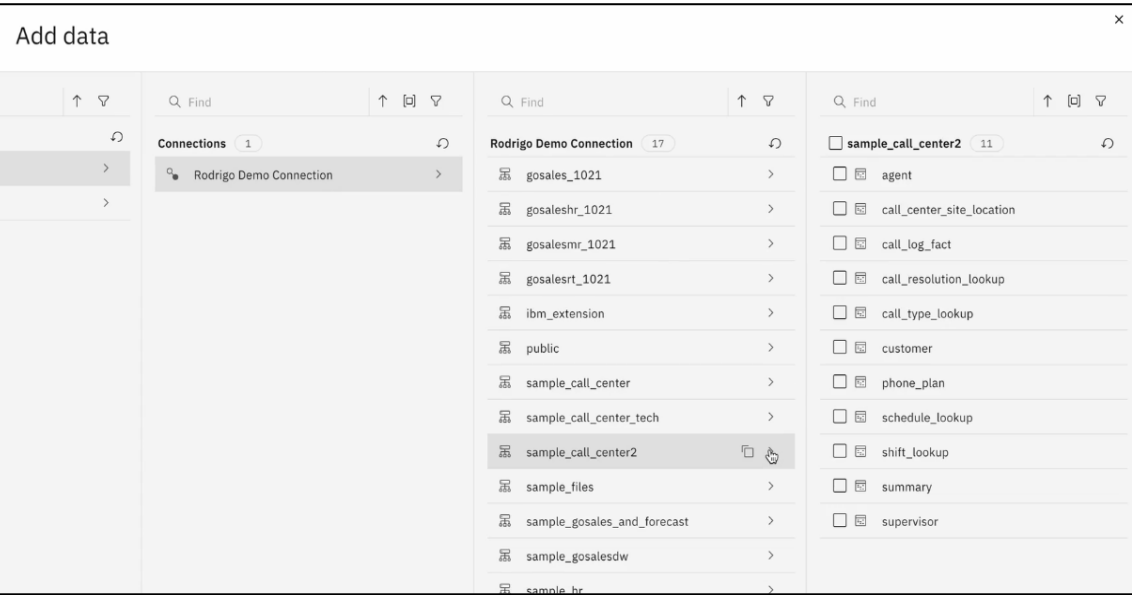 Add data
Find
Connections 1
Rodrigo Demo Connection
Find
Rodrigo Demo Connection 17
gosales_1021
gosaleshr_1021
gosalesmr_1021
gosalesrt_1021
ibm_extension
public
sample_call_center
sample_call_center_tech
sample_call_center2
sample_files
sample_gosales_and_forecast
sample_gosalesdw
sample_hr
Find
sample_call_center2 11
agent
call_center_site_location
call_log_fact
call_resolution_lookup
call_type_lookup
customer
phone_plan
schedule_lookup
shift_lookup
summary
supervisor